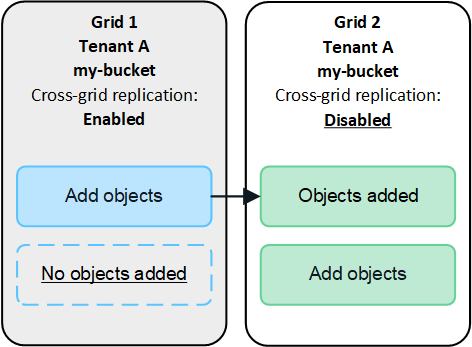 Grid 1
Tenant A
my-bucket
Cross-grid replication:
Enabled
Add objects
No objects added
Grid 2
Tenant A
my-bucket
Cross-grid replication:
Disabled
Objects added
Add objects